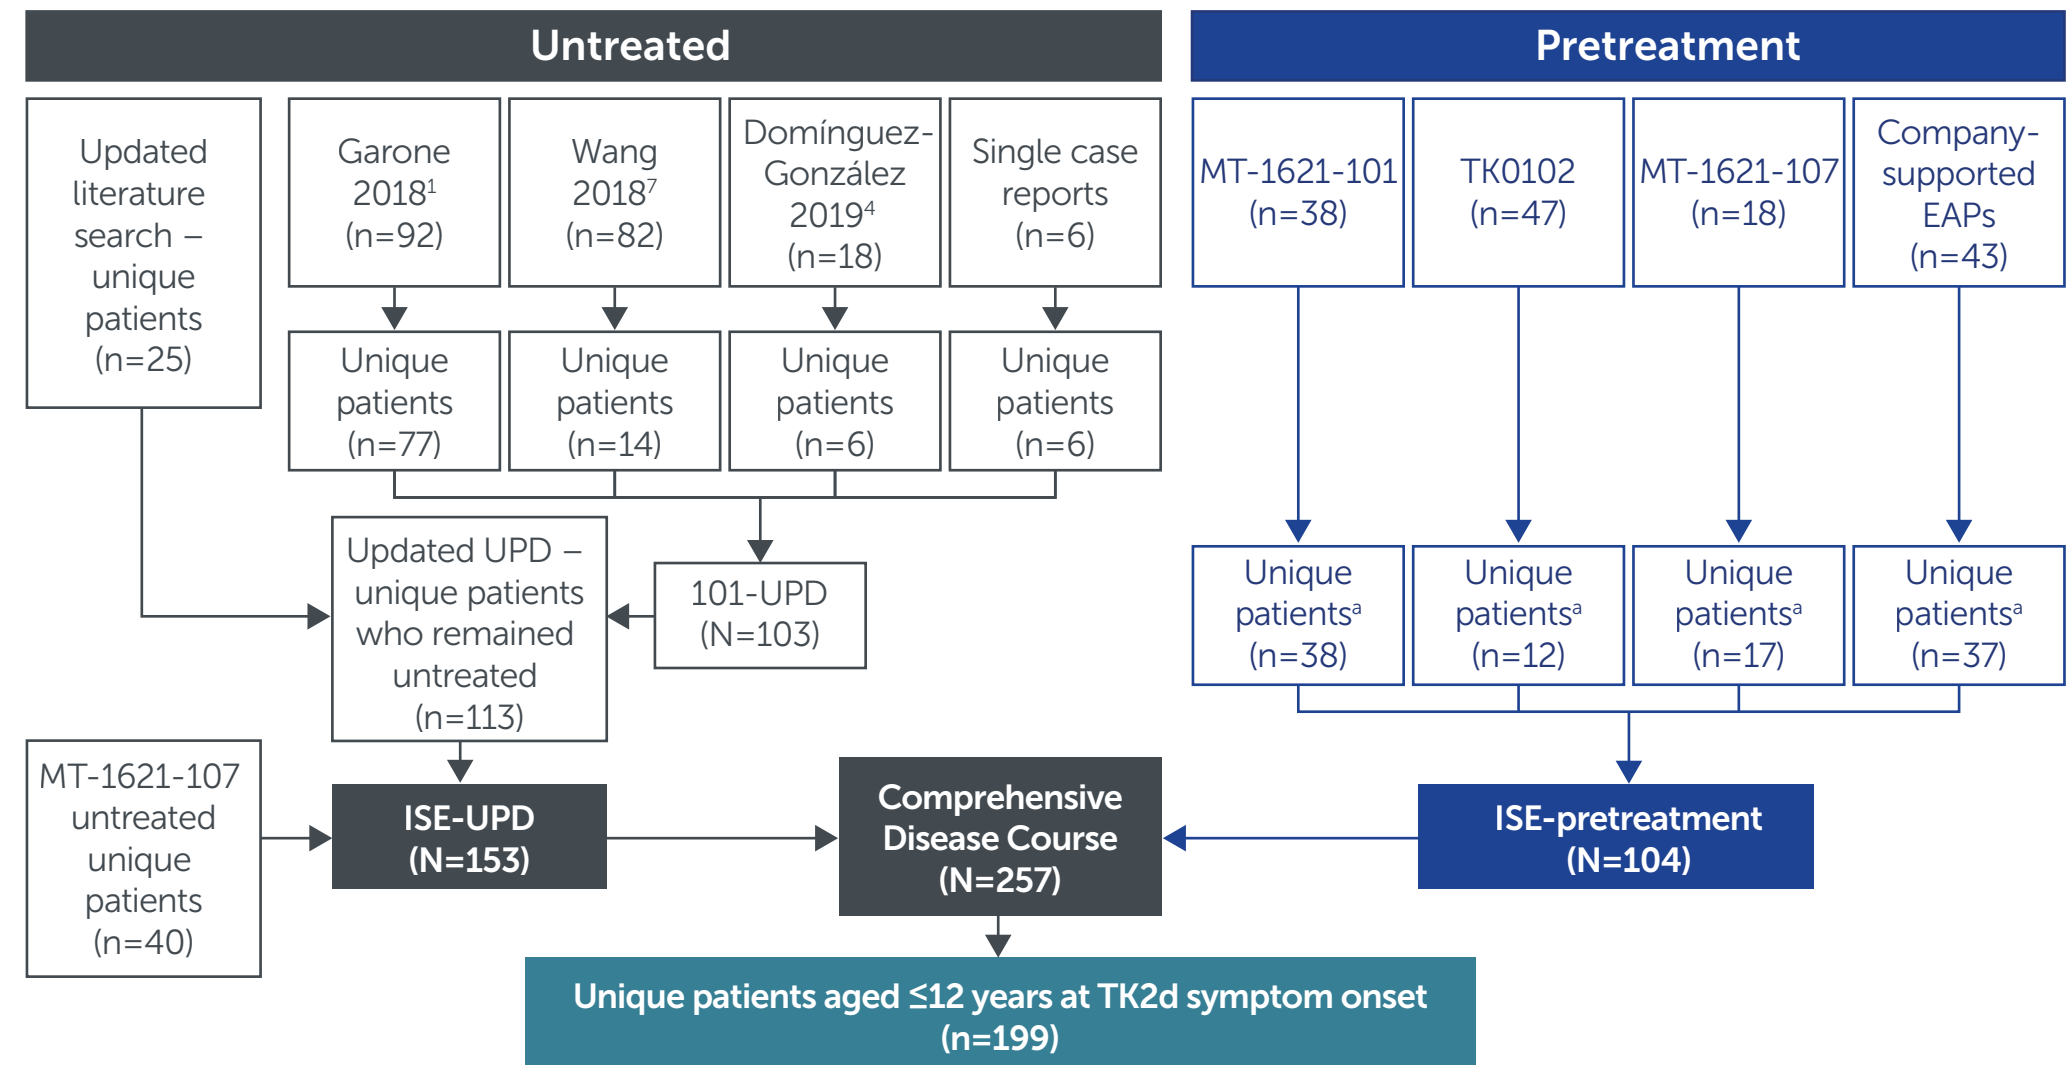 Untreated
Pretreatment
Updated
literature
search –
unique
patients
(n=25)
Garone
2018¹
(n=92)
Wang
2018⁷
(n=82)
Domínguez-
González
2019⁴
(n=18)
Single case
reports
(n=6)
MT-1621-101
(n=38)
TK0102
(n=47)
MT-1621-107
(n=18)
Company-
supported
EAPs
(n=43)
Unique
patients
(n=77)
Unique
patients
(n=14)
Unique
patients
(n=6)
Unique
patients
(n=6)
Updated UPD –
unique patients
who remained
untreated
(n=113)
101-UPD
(N=103)
Unique
patientsᵃ
(n=38)
Unique
patientsᵃ
(n=12)
Unique
patientsᵃ
(n=17)
Unique
patientsᵃ
(n=37)
MT-1621-107
untreated
unique
patients
(n=40)
ISE-UPD
(N=153)
Comprehensive
Disease Course
(N=257)
ISE-pretreatment
(N=104)
Unique patients aged ≤12 years at TK2d symptom onset
(n=199)